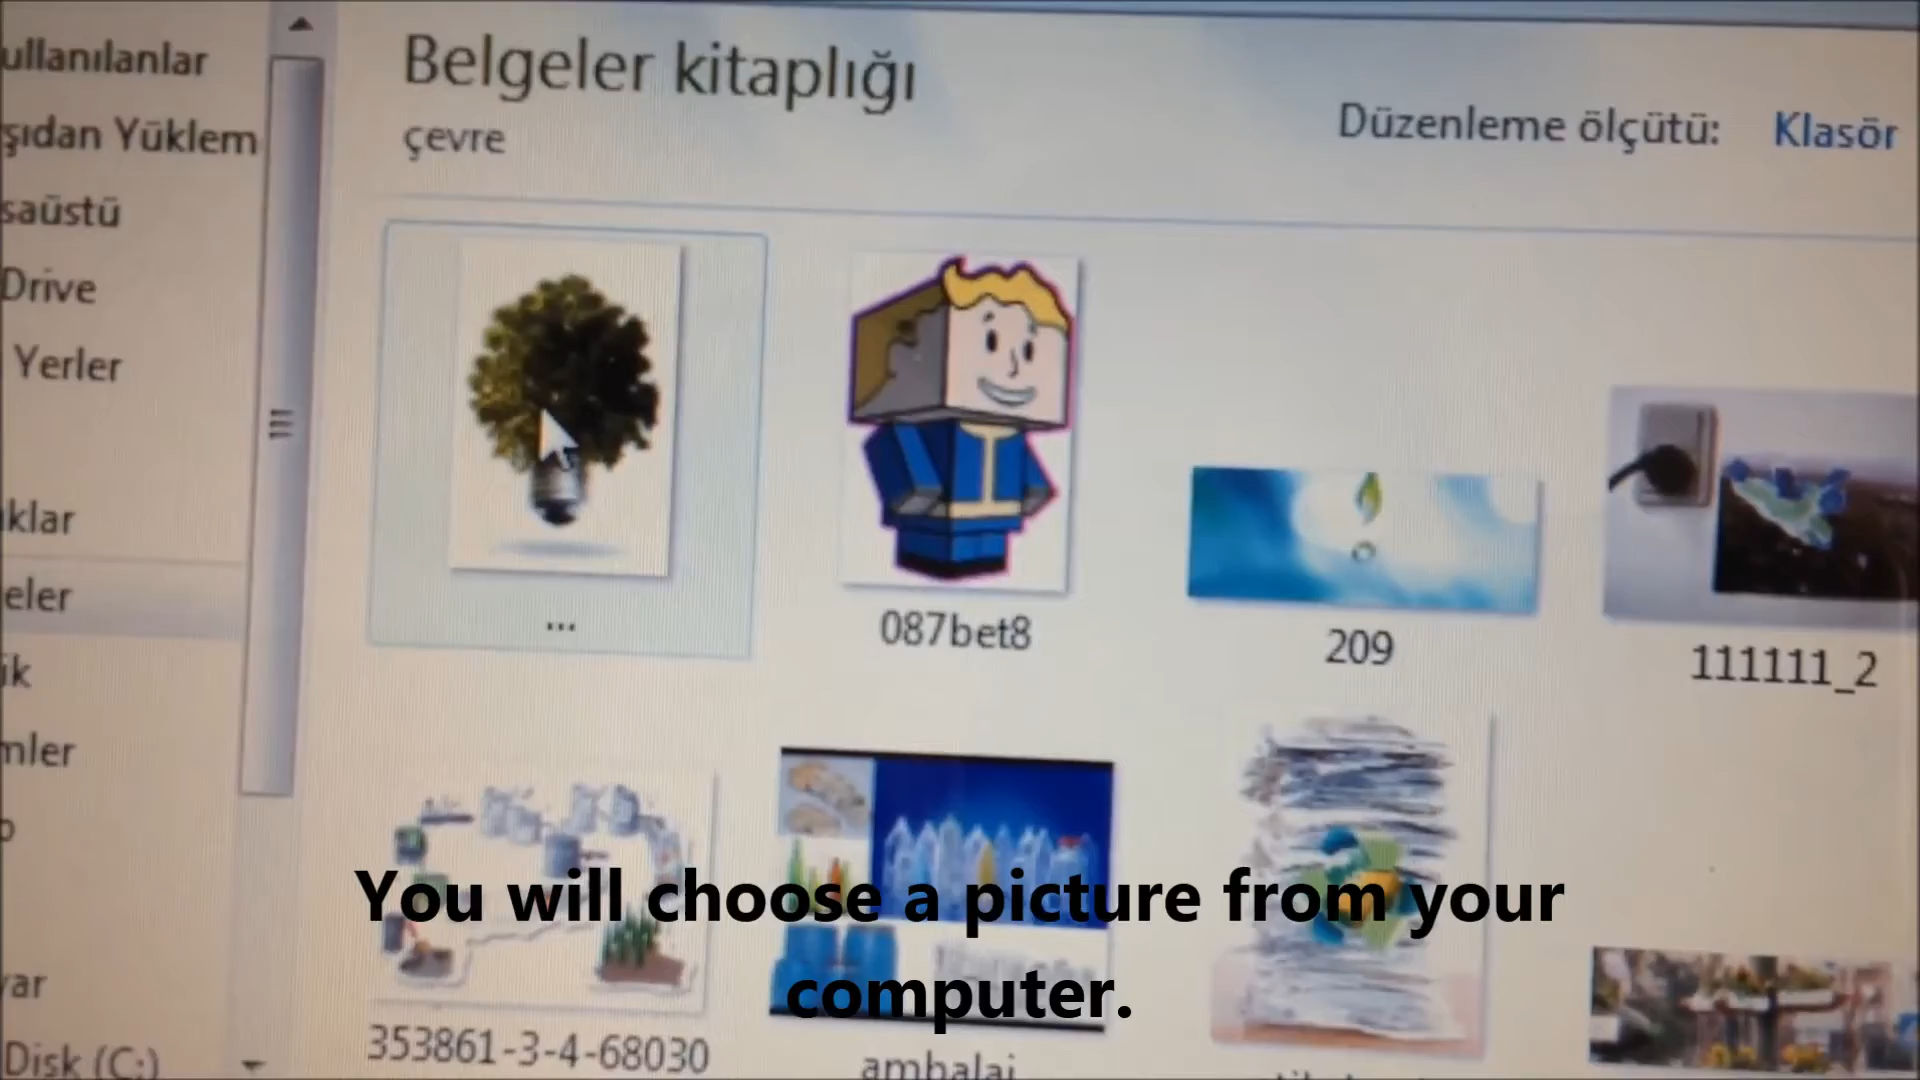 ullanılanlar
şıdan Yüklem
saüstü
Drive
Yerler
klar
eler
ik
mler
ar
Disk (C:)
Belgeler kitaplığı
çevre
Düzenleme ölçütü: Klasör
...
087bet8
209
111111_2
353861-3-4-68030
ambalaj
You will choose a picture from your
computer.